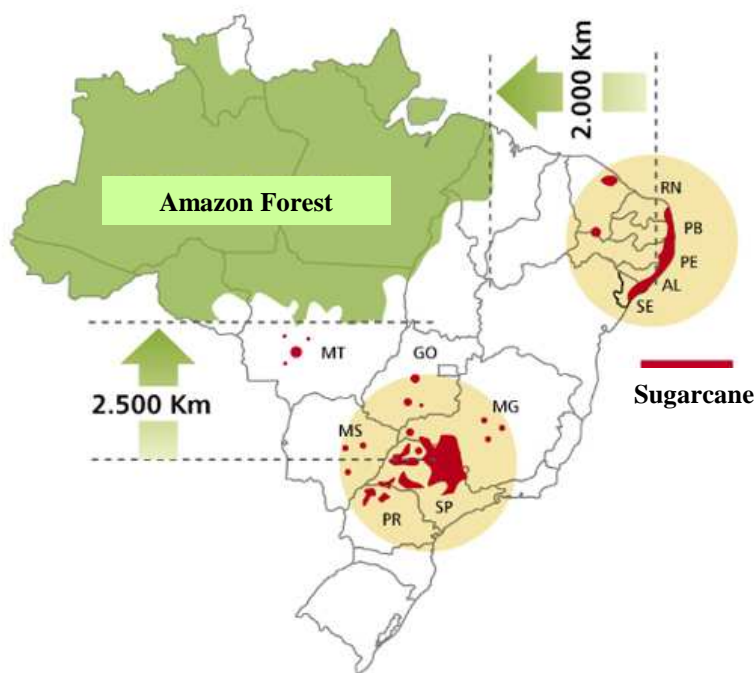 2.000 Km
Amazon Forest
RN
PB
PE
AL
SE
MT
GO
2.500 Km
Sugarcane
MG
MS
SP
PR